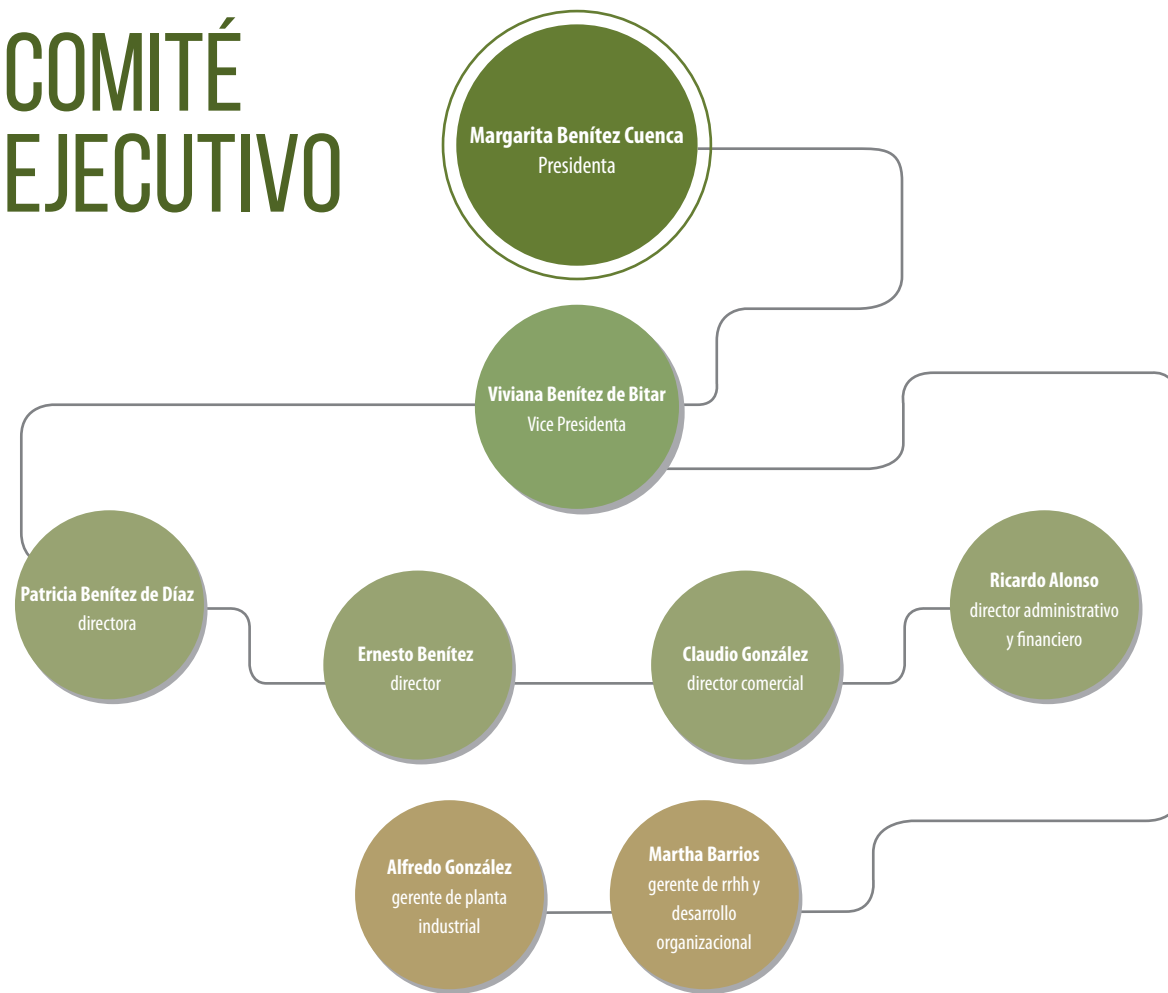 COMITÉ
EJECUTIVO
Margarita Benítez Cuenca
Presidenta
Viviana Benítez de Bitar
Vice Presidenta
Patricia Benítez de Díaz
directora
Ernesto Benítez
director
Claudio González
director comercial
Ricardo Alonso
director administrativo
y financiero
Alfredo González
gerente de planta
industrial
Martha Barrios
gerente de rrhh y
desarrollo
organizacional